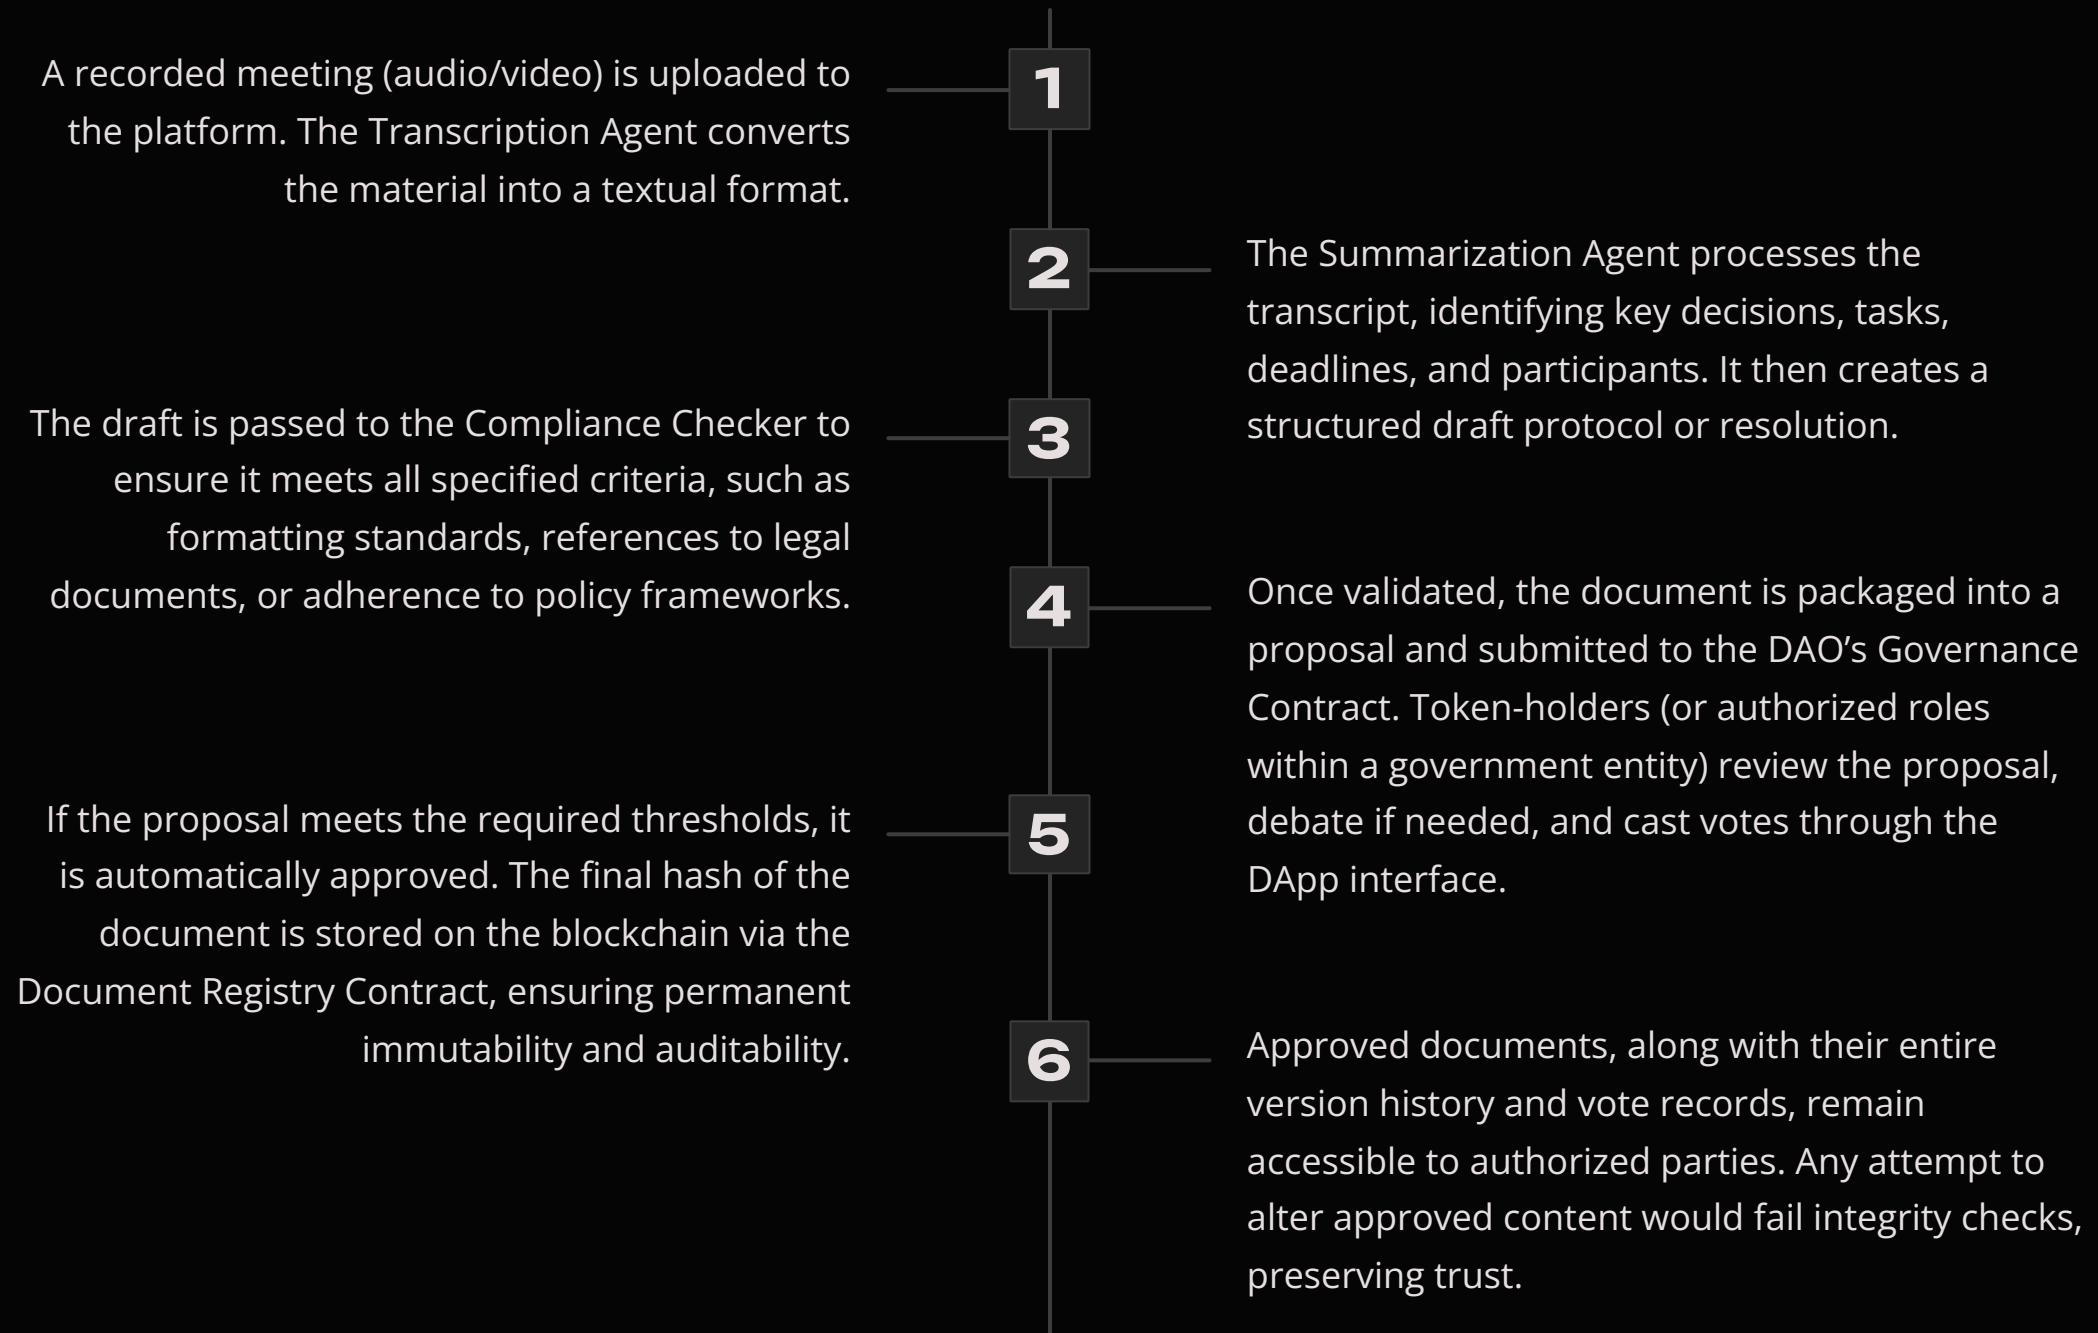 1
A recorded meeting (audio/video) is uploaded to
the platform. The Transcription Agent converts
the material into a textual format.
2
The Summarization Agent processes the
transcript, identifying key decisions, tasks,
deadlines, and participants. It then creates a
structured draft protocol or resolution.
3
The draft is passed to the Compliance Checker to
ensure it meets all specified criteria, such as
formatting standards, references to legal
documents, or adherence to policy frameworks.
4
Once validated, the document is packaged into a
proposal and submitted to the DAO’s Governance
Contract. Token-holders (or authorized roles
within a government entity) review the proposal,
debate if needed, and cast votes through the
DApp interface.
5
If the proposal meets the required thresholds, it
is automatically approved. The final hash of the
document is stored on the blockchain via the
Document Registry Contract, ensuring permanent
immutability and auditability.
6
Approved documents, along with their entire
version history and vote records, remain
accessible to authorized parties. Any attempt to
alter approved content would fail integrity checks,
preserving trust.